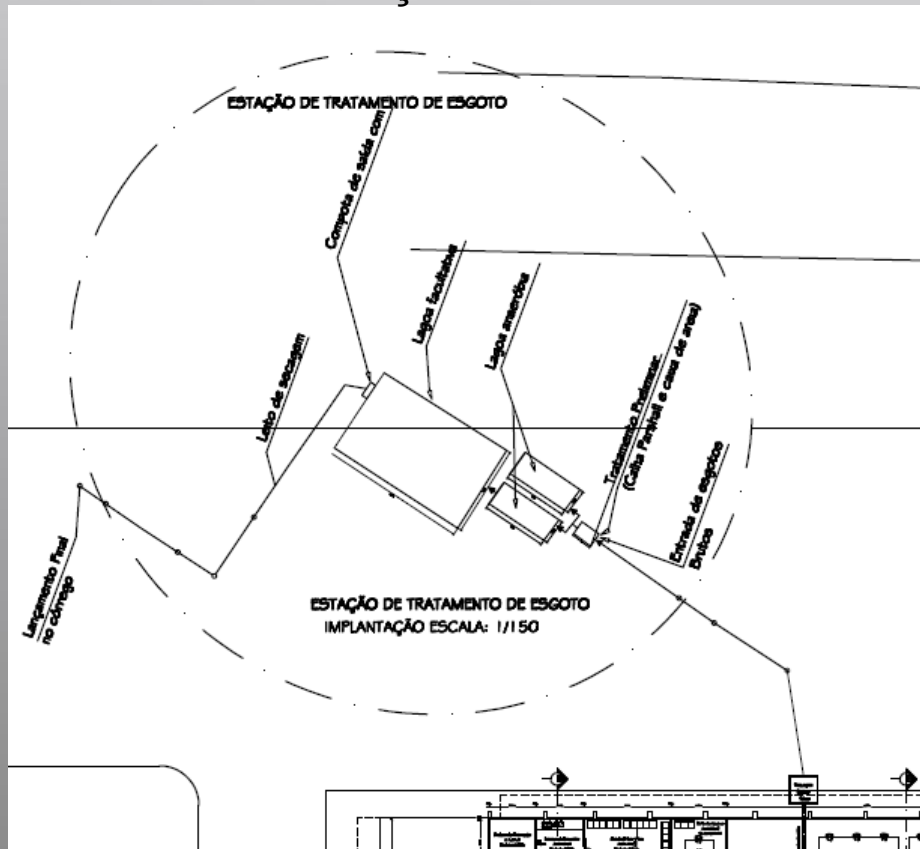 ESTAÇÃO DE TRATAMENTO DE ESGOTO
Compota de saída com
Lagoa facultativa
Lagoa anaeróbia
Tratamento Preliminar
(Calha Parshall e caixa de areia)
Leito de secagem
Entrada de esgotos
Brutos
Lançamento Final
no córrego
ESTAÇÃO DE TRATAMENTO DE ESGOTO
IMPLANTAÇÃO ESCALA: 1/150